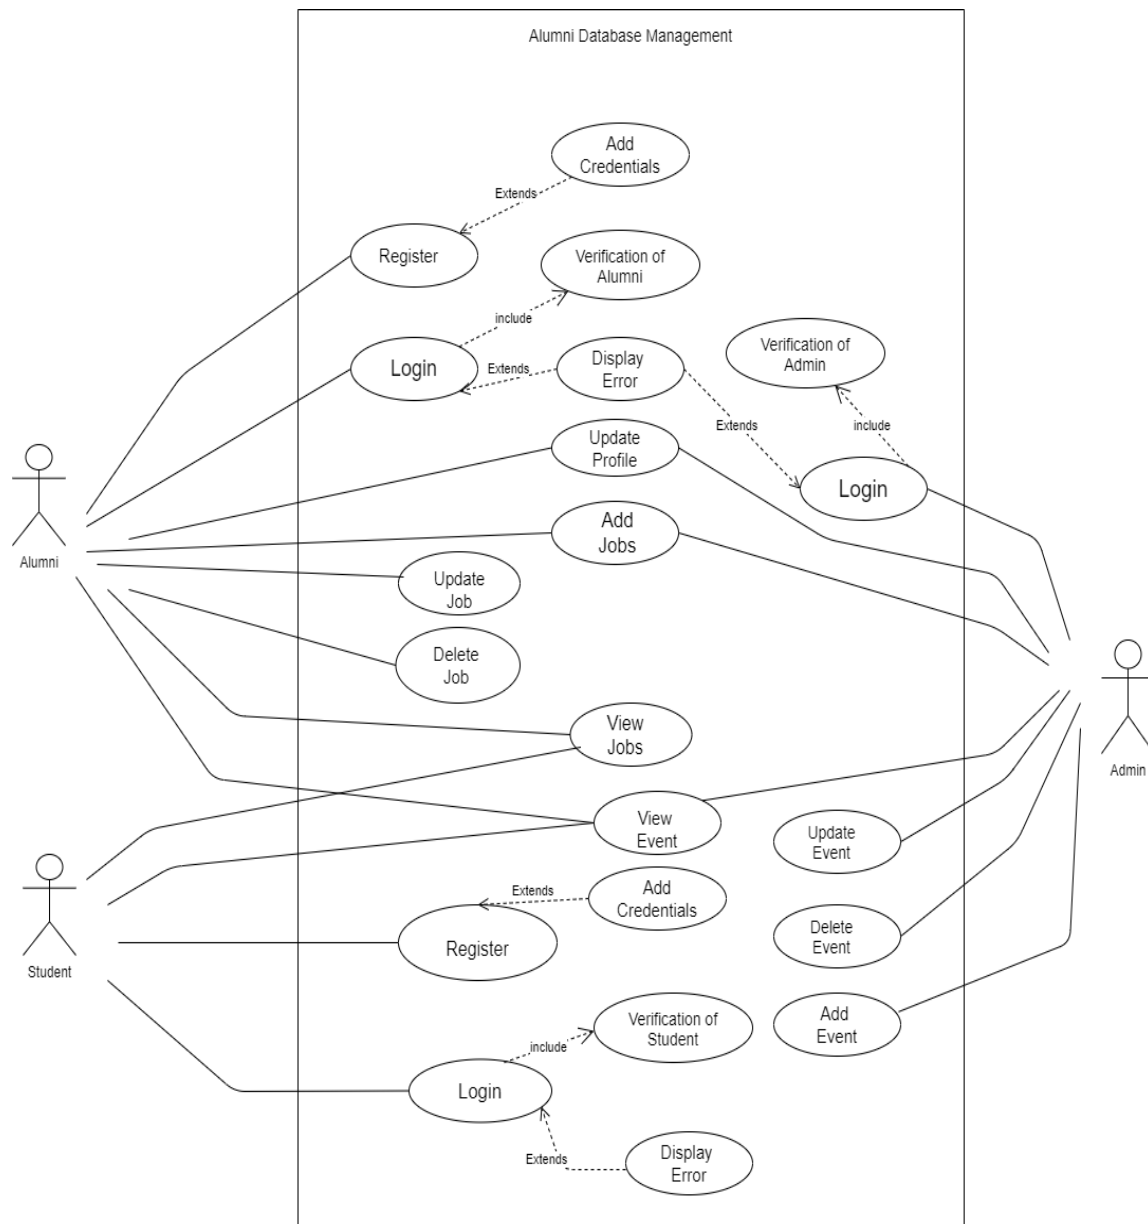 Alumni Database Management
Add
Credentials
Extends
Register
Verification of
Alumni
include
Login
Extends
Display
Error
Verification of
Admin
Extends
include
Update
Profile
Login
Add
Jobs
Alumni
Update
Job
Delete
Job
View
Jobs
Admin
View
Event
Update
Event
Extends
Add
Credentials
Register
Delete
Event
Student
Verification of
Student
Add
Event
include
Login
Extends
Display
Error